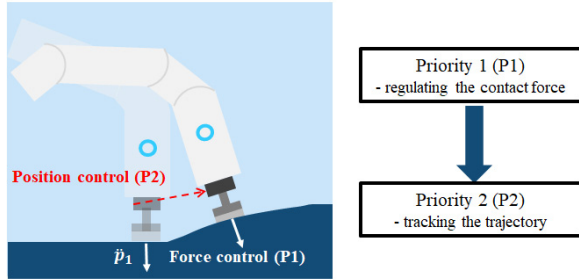 Position control (P2)
p̈₁
Force control (P1)
Priority 1 (P1)
- regulating the contact force
Priority 2 (P2)
- tracking the trajectory